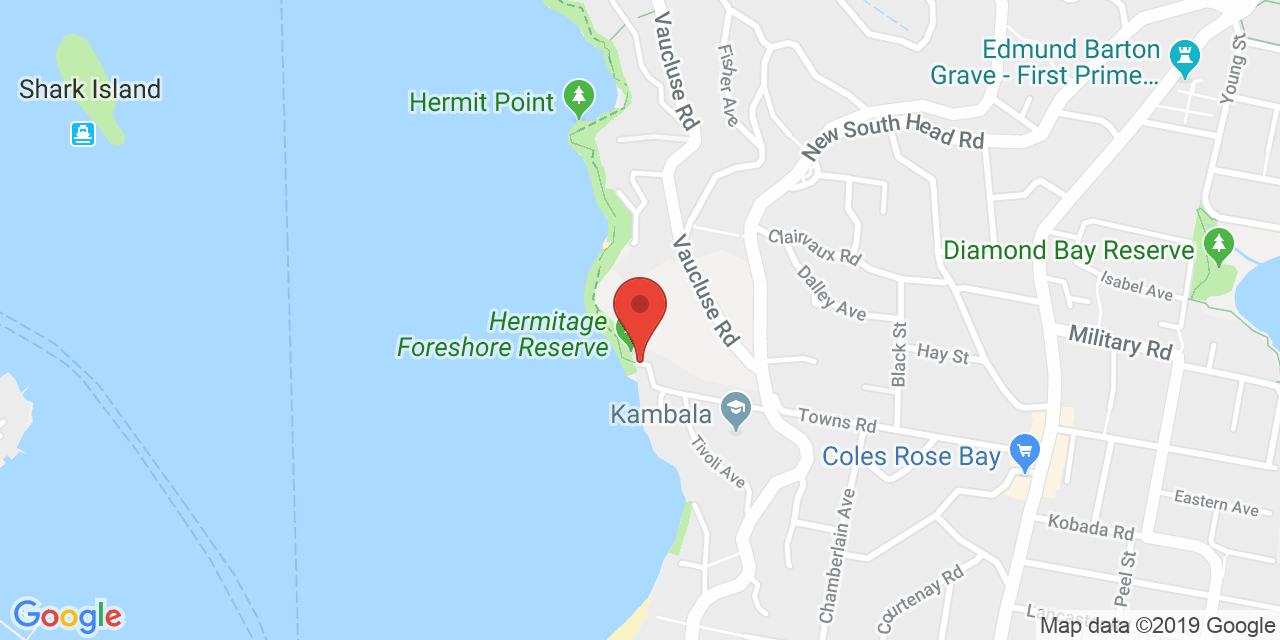 Edmund Barton
Grave - First Prime...
Shark Island
Hermit Point
Vaucluse Rd
Fisher Ave
Young St
New South Head Rd
Clairvaux Rd
Diamond Bay Reserve
Vaucluse Rd
Dalley Ave
Isabel Ave
Hermitage
Foreshore Reserve
Black St
Hay St
Military Rd
Kambala
Towns Rd
Tivoli Ave
Coles Rose Bay
Chamberlain Ave
Eastern Ave
Kobada Rd
Peel St
Courtenay Rd
Google
Map data ©2019 Google